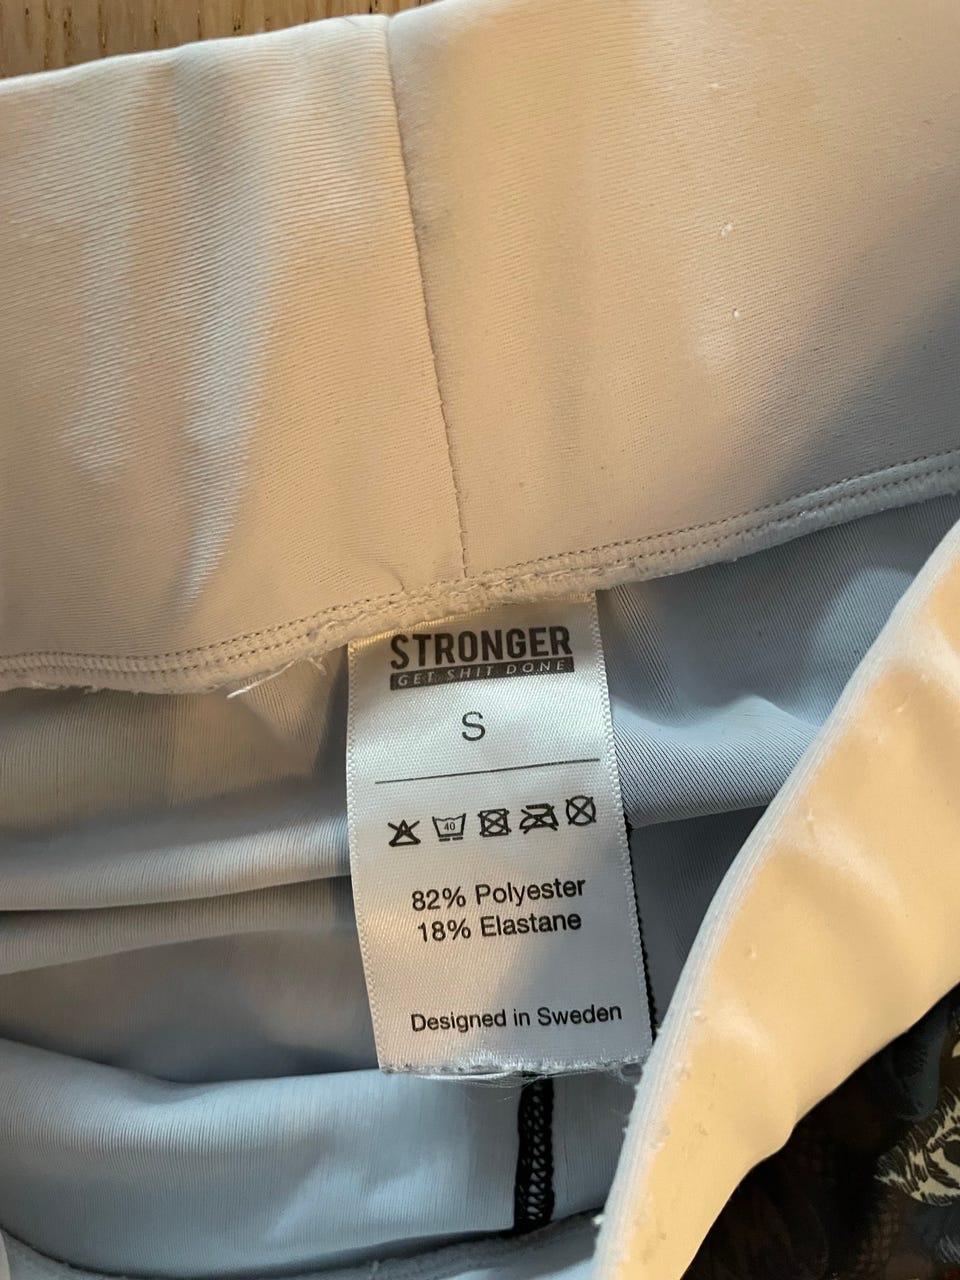 STRONGER
GET SHIT DONE
S
40
82% Polyester
18% Elastane
Designed in Sweden